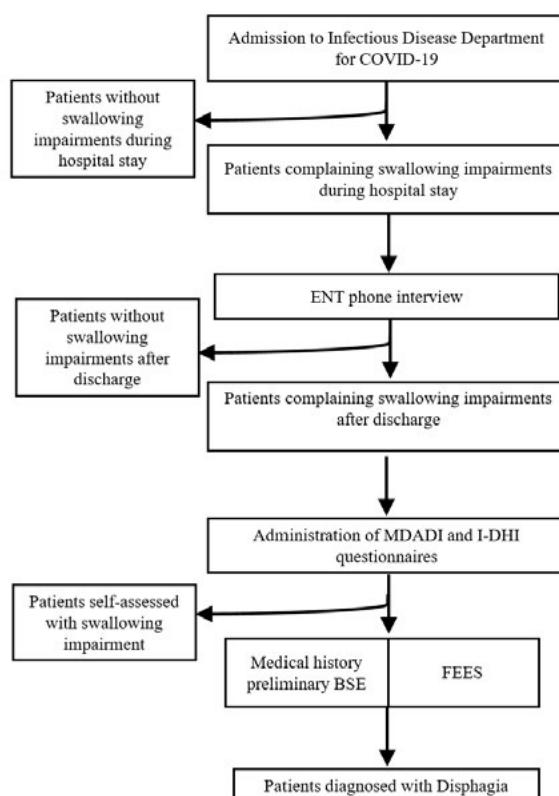 Admission to Infectious Disease Department
for COVID-19
Patients without
swallowing
impairments during
hospital stay
Patients complaining swallowing impairments
during hospital stay
ENT phone interview
Patients without
swallowing
impairments after
discharge
Patients complaining swallowing impairments
after discharge
Administration of MDADI and I-DHI
questionnaires
Patients self-assessed
with swallowing
impairment
Medical history
preliminary BSE
FEES
Patients diagnosed with Disphagia